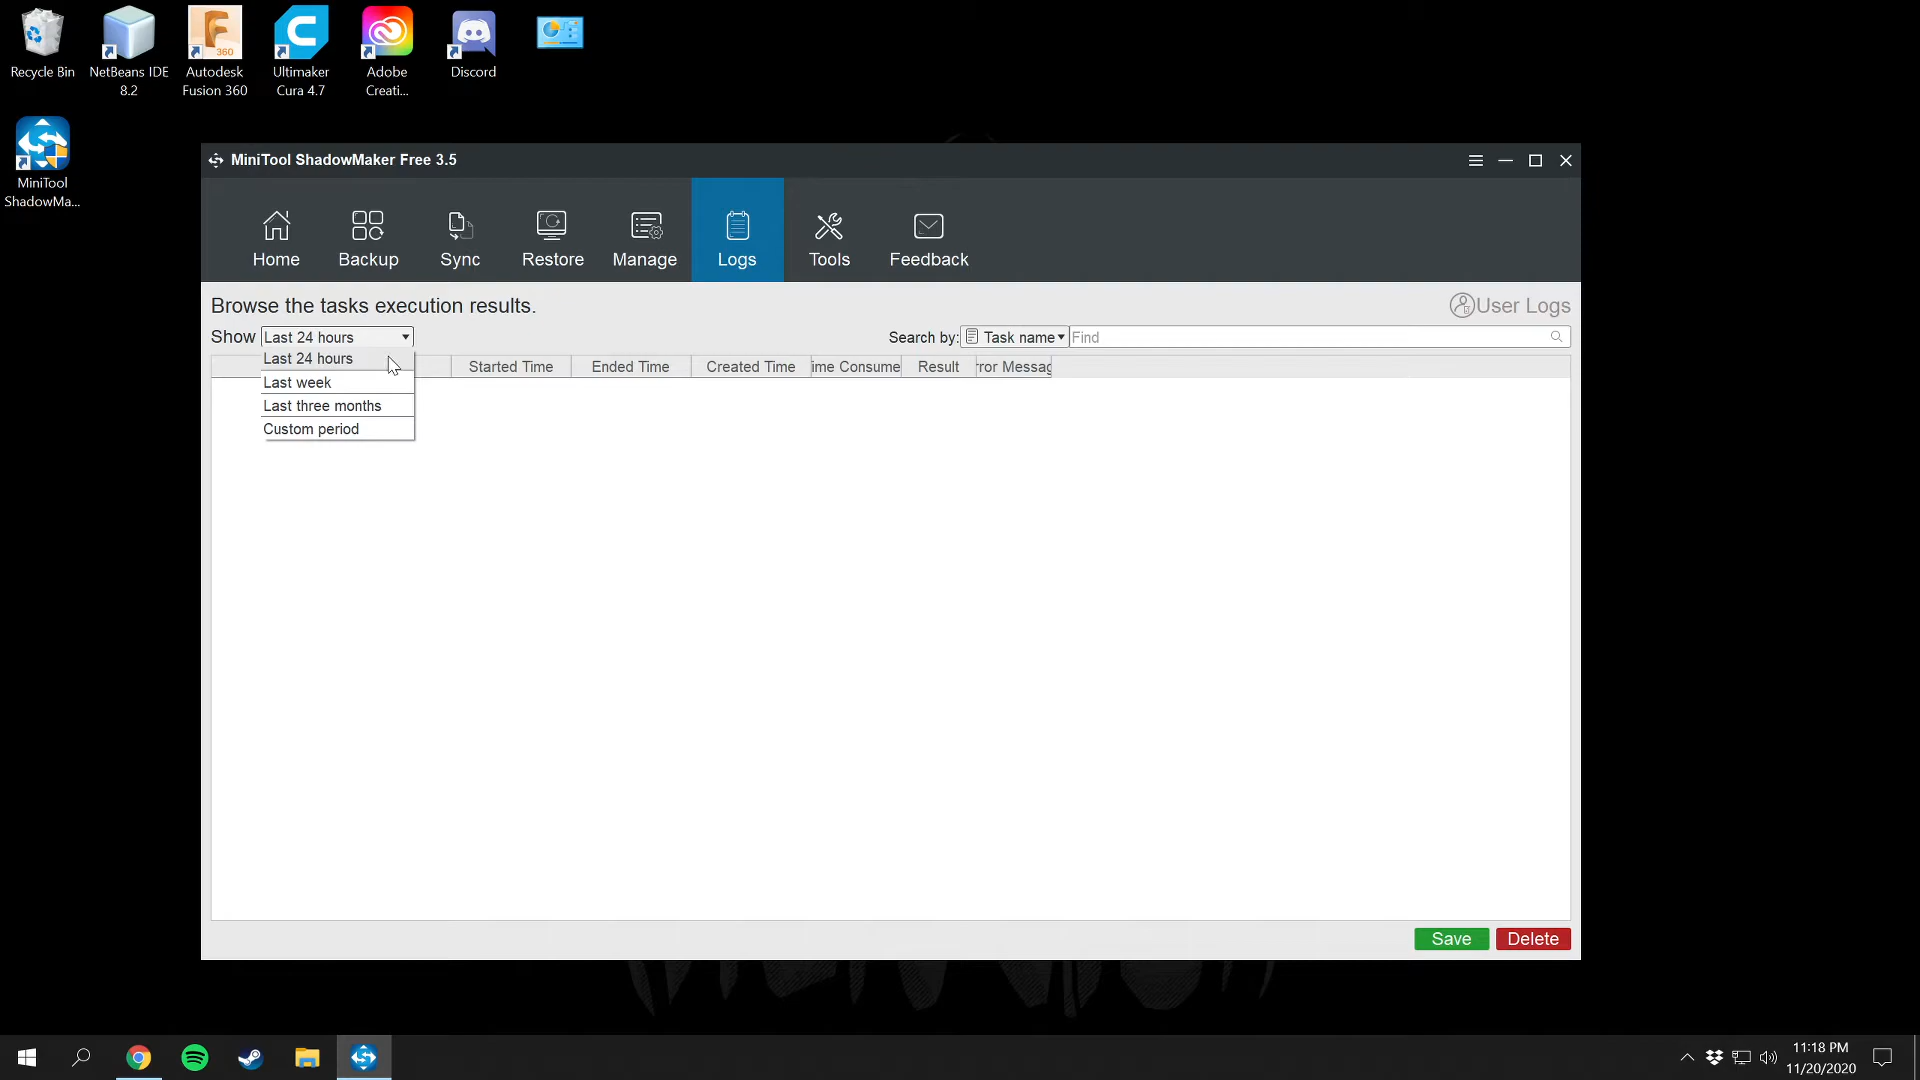 Recycle Bin
NetBeans IDE
8.2
Autodesk
Fusion 360
360
Ultimaker
Cura 4.7
Adobe
Creati...
Discord
MiniTool
ShadowMa...
MiniTool ShadowMaker Free 3.5
Home
Backup
Sync
Restore
Manage
Logs
Tools
Feedback
Browse the tasks execution results.
User Logs
Show
Last 24 hours
Search by:
Task name
Find
Last 24 hours
Last week
Last three months
Custom period
Started Time
Ended Time
Created Time
ime Consume
Result
ror Messag
Save
Delete
11:18 PM
11/20/2020